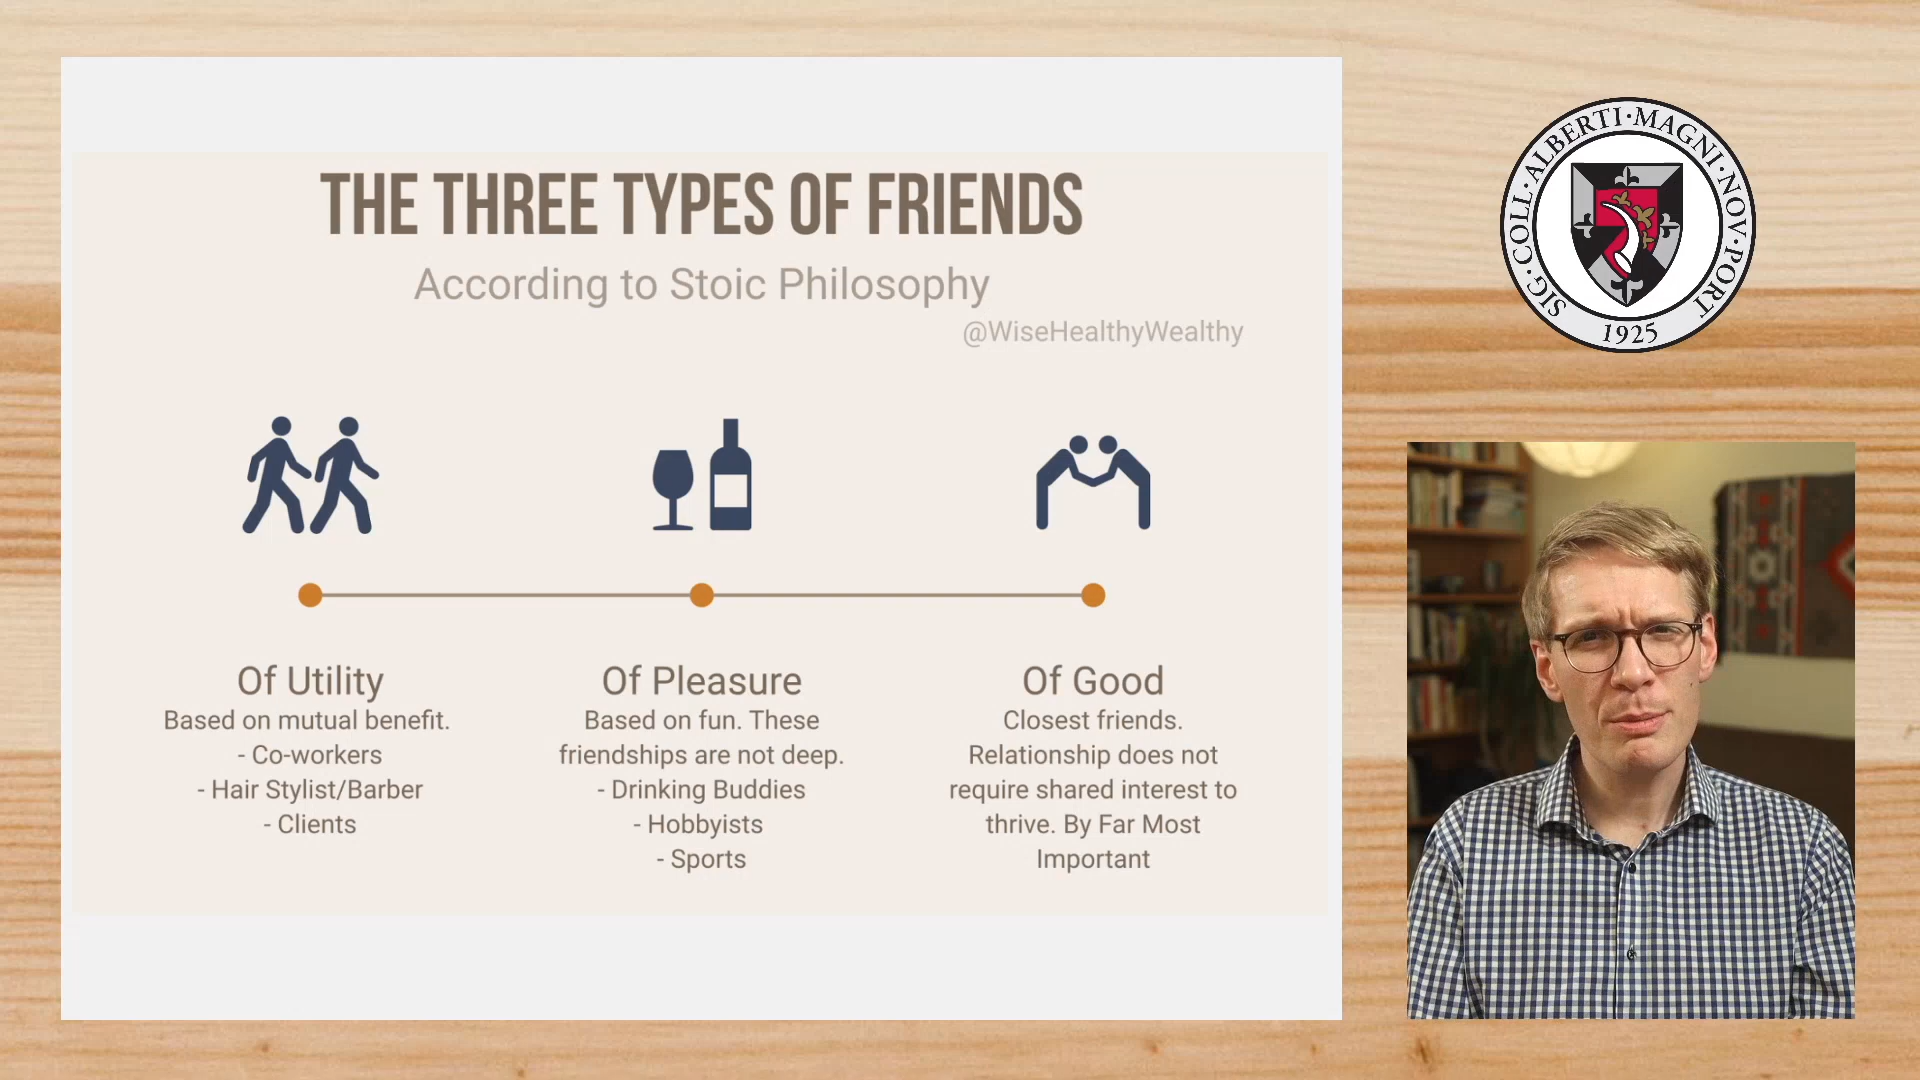 THE THREE TYPES OF FRIENDS
According to Stoic Philosophy
@WiseHealthyWealthy
Of Utility
Based on mutual benefit.
- Co-workers
- Hair Stylist/Barber
- Clients
Of Pleasure
Based on fun. These
friendships are not deep.
- Drinking Buddies
- Hobbyists
- Sports
Of Good
Closest friends.
Relationship does not
require shared interest to
thrive. By Far Most
Important
SIG·COLL·ALBERTI·MAGNI·NOV·PORT
1925